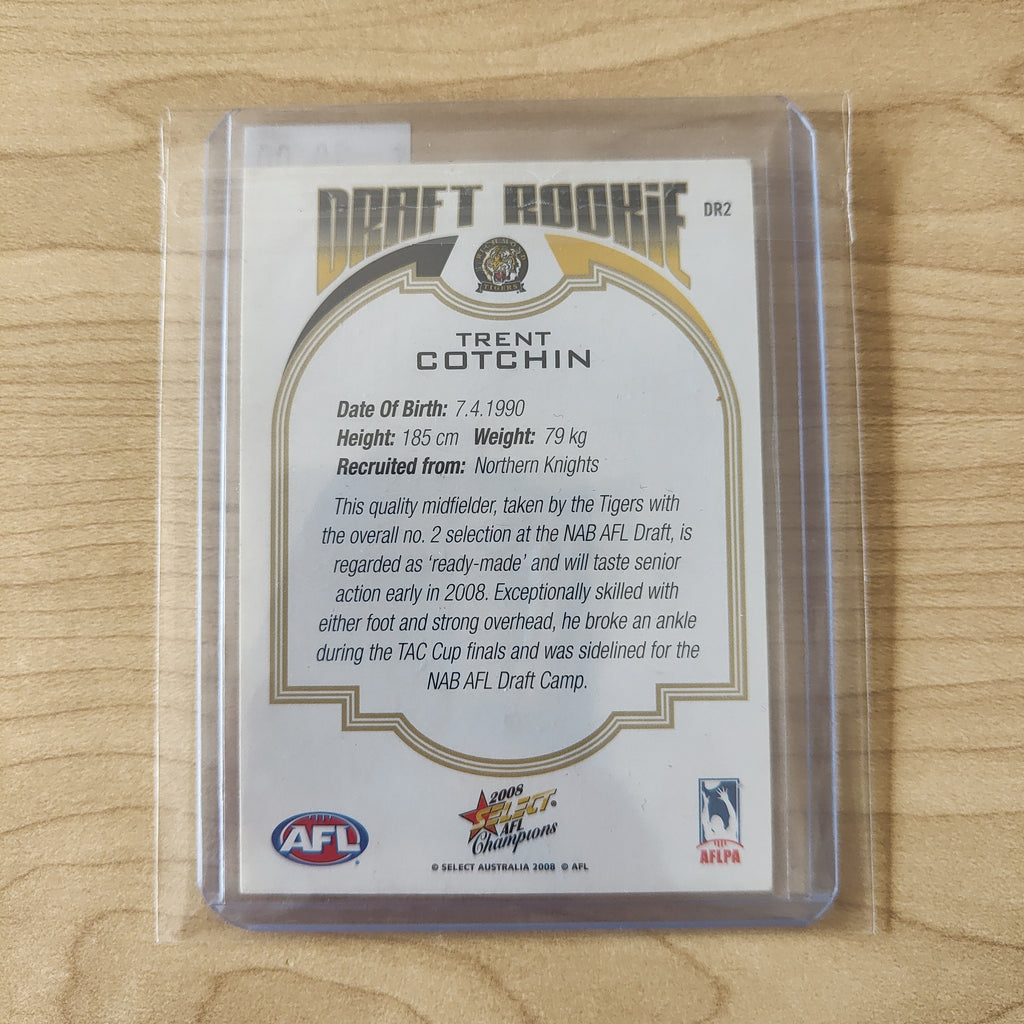 DRAFT ROOKiE
DR2
RICHMOND
TIGERS
TRENT
COTCHIN
Date Of Birth: 7.4.1990
Height: 185 cm Weight: 79 kg
Recruited from: Northern Knights
This quality midfielder, taken by the Tigers with
the overall no. 2 selection at the NAB AFL Draft, is
regarded as ‘ready-made’ and will taste senior
action early in 2008. Exceptionally skilled with
either foot and strong overhead, he broke an ankle
during the TAC Cup finals and was sidelined for the
NAB AFL Draft Camp.
AFL
2008
SELECT
AFL
Champions
AFLPA
© SELECT AUSTRALIA 2008 © AFL